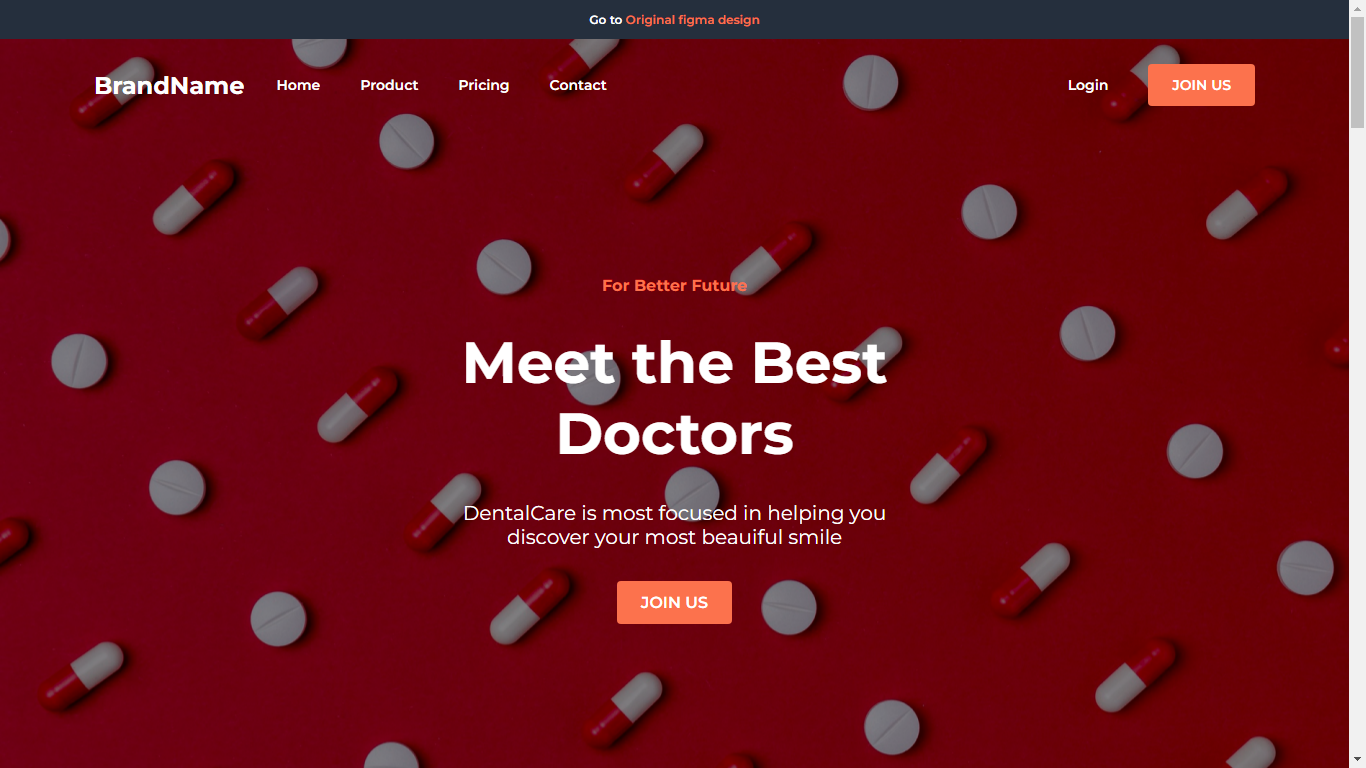 Go to Original figma design
BrandName Home Product Pricing Contact Login JOIN US
For Better Future
Meet the Best
Doctors
DentalCare is most focused in helping you
discover your most beauiful smile
JOIN US